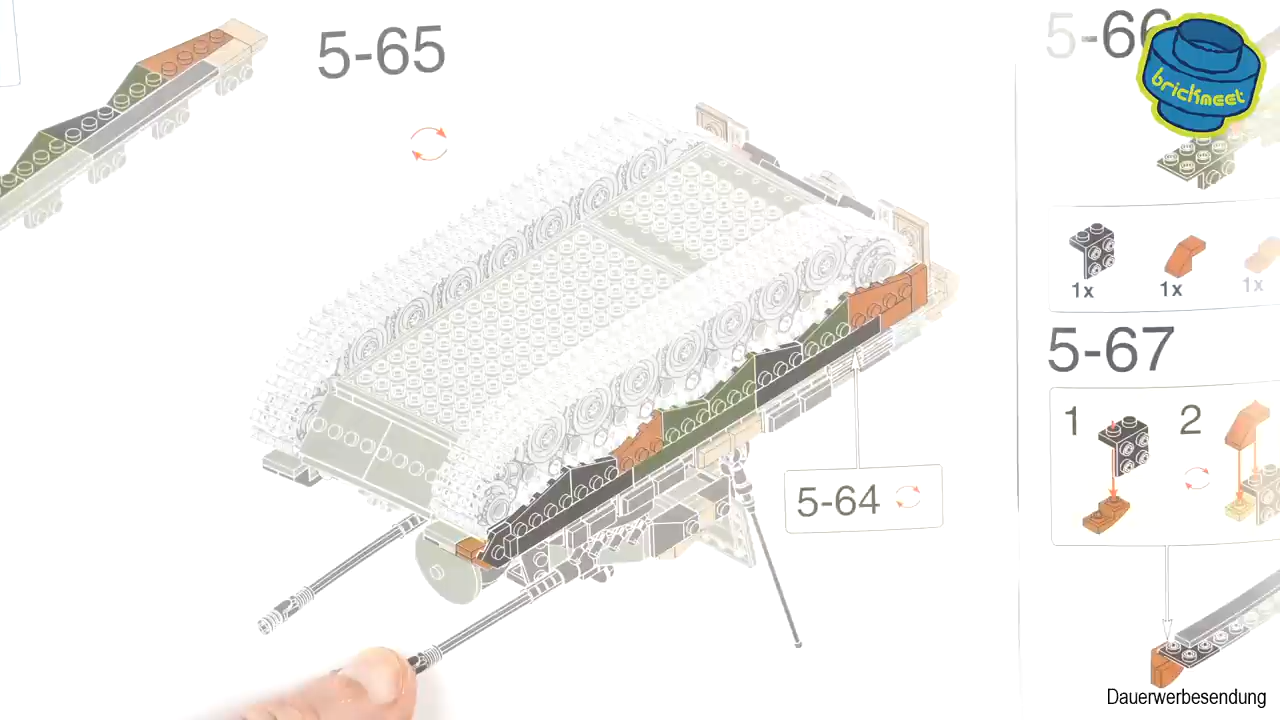 5-65
5-66
brickmeet
1x
1x
1x
5-67
1
2
5-64
Dauerwerbesendung